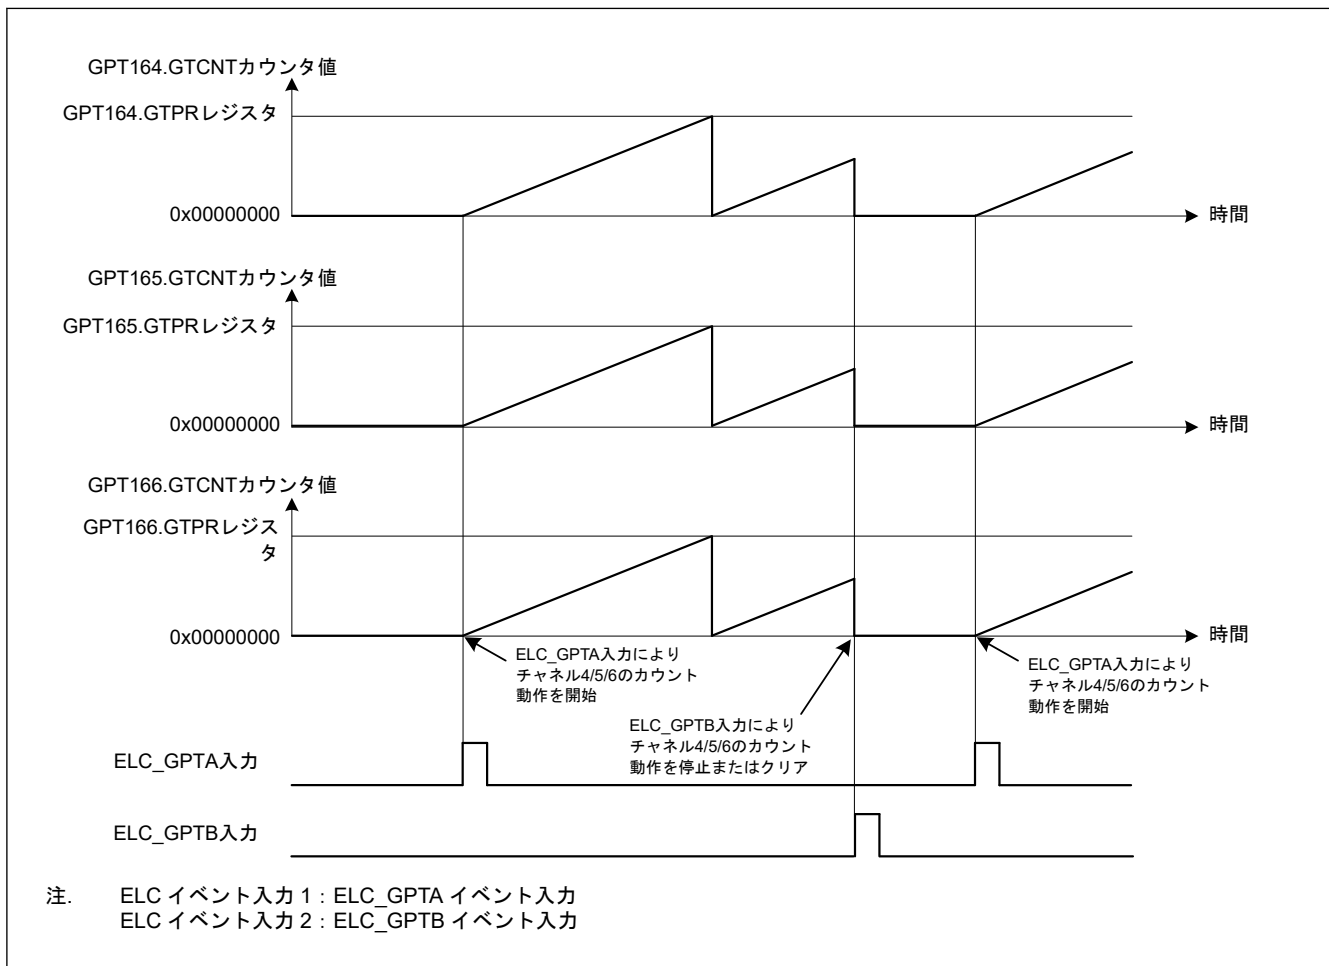 GPT164.GTCNTカウンタ値
GPT164.GTPRレジスタ
0x00000000
時間
GPT165.GTCNTカウンタ値
GPT165.GTPRレジスタ
0x00000000
時間
GPT166.GTCNTカウンタ値
GPT166.GTPRレジス
タ
0x00000000
時間
ELC_GPTA入力により
チャネル4/5/6のカウント
動作を開始
ELC_GPTB入力により
チャネル4/5/6のカウント
動作を停止またはクリア
ELC_GPTA入力により
チャネル4/5/6のカウント
動作を開始
ELC_GPTA入力
ELC_GPTB入力
注. ELC イベント入力 1：ELC_GPTA イベント入力
ELC イベント入力 2：ELC_GPTB イベント入力